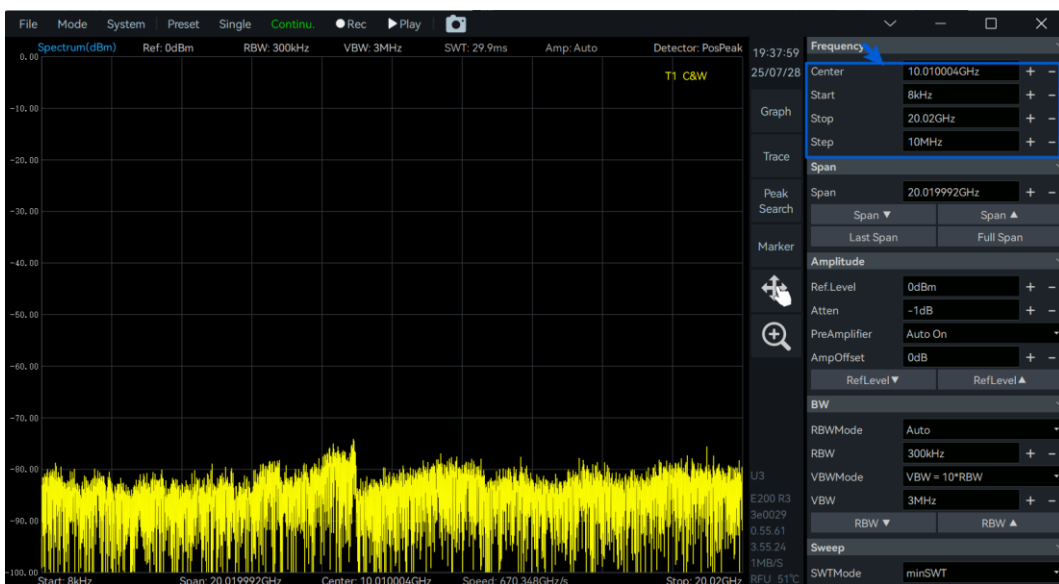 File Mode System Preset Single Continu. Rec Play
Spectrum(dBm) Ref: 0dBm RBW: 300kHz VBW: 3MHz SWT: 29.9ms Amp: Auto Detector: PosPeak
T1 C&W
0.00
-10.00
-20.00
-30.00
-40.00
-50.00
-60.00
-70.00
-80.00
-90.00
-100.00
Start: 8kHz Span: 20.019992GHz Center: 10.010004GHz Speed: 670.348GHz/s Stop: 20.02GHz
19:37:59
25/07/28
Graph
Trace
Peak
Search
Marker
U3
E200 R3
3e0029
0.55.61
3.55.24
1MB/S
RFU 51°C
Frequency
Center 10.010004GHz + -
Start 8kHz + -
Stop 20.02GHz + -
Step 10MHz + -
Span
Span 20.019992GHz + -
Span ▼ Span ▲
Last Span Full Span
Amplitude
Ref.Level 0dBm + -
Atten -1dB + -
PreAmplifier Auto On
AmpOffset 0dB + -
RefLevel▼ RefLevel▲
BW
RBWMode Auto
RBW 300kHz + -
VBWMode VBW = 10*RBW
VBW 3MHz + -
RBW ▼ RBW ▲
Sweep
SWTMode minSWT